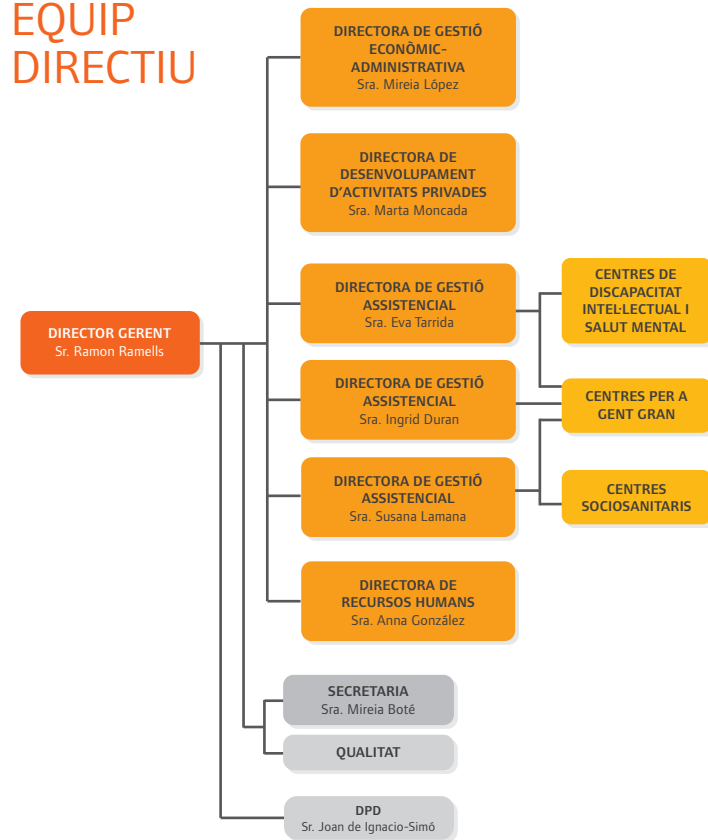 EQUIP
DIRECTIU
DIRECTORA DE GESTIÓ
ECONÒMIC-
ADMINISTRATIVA
Sra. Mireia López
DIRECTORA DE
DESENVOLUPAMENT
D’ACTIVITATS PRIVADES
Sra. Marta Moncada
DIRECTORA DE GESTIÓ
ASSISTENCIAL
Sra. Eva Tarrida
CENTRES DE
DISCAPACITAT
INTEL·LECTUAL I
SALUT MENTAL
DIRECTOR GERENT
Sr. Ramon Ramells
DIRECTORA DE GESTIÓ
ASSISTENCIAL
Sra. Ingrid Duran
CENTRES PER A
GENT GRAN
DIRECTORA DE GESTIÓ
ASSISTENCIAL
Sra. Susana Lamana
CENTRES
SOCIOSANITARIS
DIRECTORA DE
RECURSOS HUMANS
Sra. Anna González
SECRETARIA
Sra. Mireia Boté
QUALITAT
DPD
Sr. Joan de Ignacio-Simó